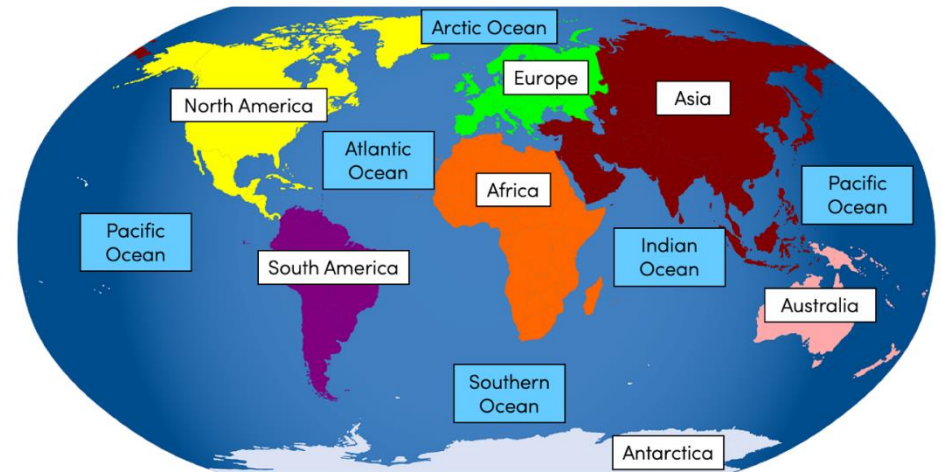 Arctic Ocean
Europe
North America
Asia
Atlantic
Ocean
Africa
Pacific
Ocean
Pacific
Ocean
Indian
Ocean
South America
Australia
Southern
Ocean
Antarctica